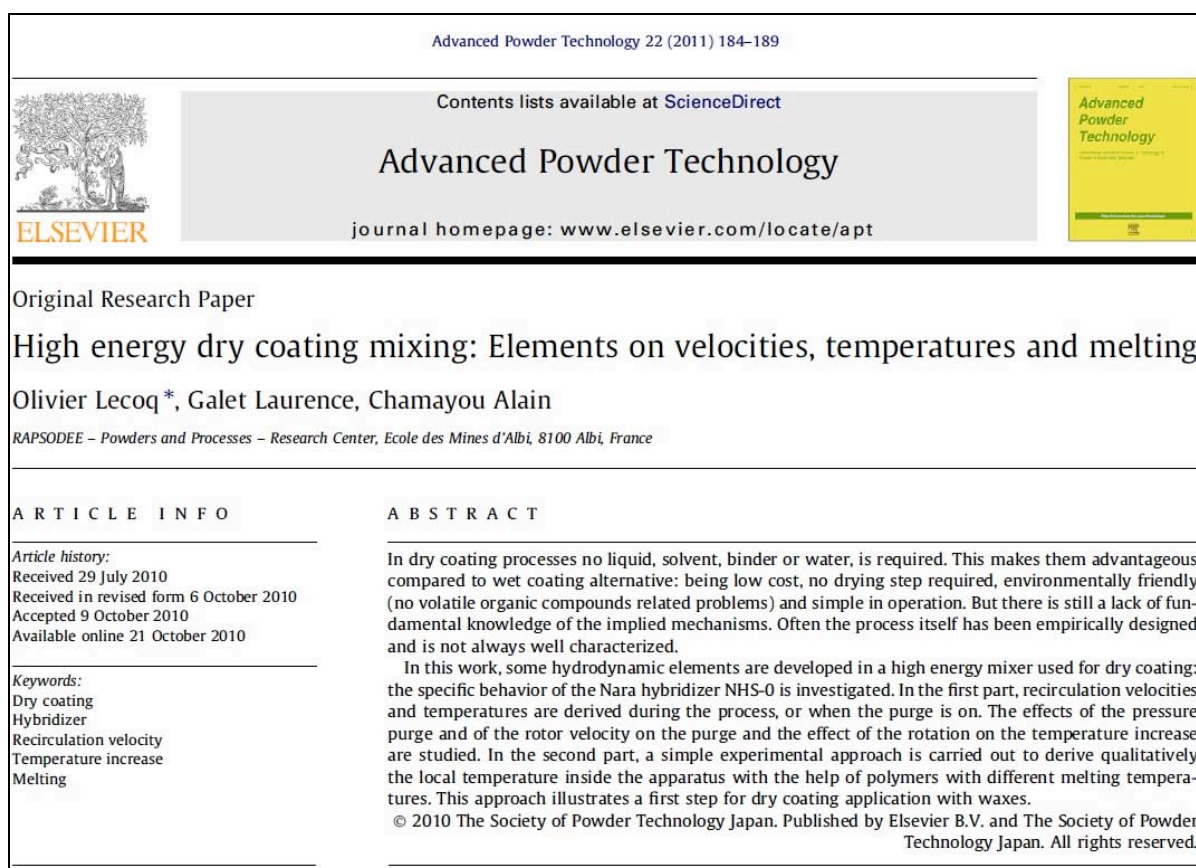 Advanced Powder Technology 22 (2011) 184–189
Contents lists available at ScienceDirect
Advanced Powder Technology
journal homepage: www.elsevier.com/locate/apt
ELSEVIER
Advanced
Powder
Technology
Original Research Paper
High energy dry coating mixing: Elements on velocities, temperatures and melting
Olivier Lecoq *, Galet Laurence, Chamayou Alain
RAPSODEE – Powders and Processes – Research Center, Ecole des Mines d'Albi, 8100 Albi, France
ARTICLE INFO
Article history:
Received 29 July 2010
Received in revised form 6 October 2010
Accepted 9 October 2010
Available online 21 October 2010
Keywords:
Dry coating
Hybridizer
Recirculation velocity
Temperature increase
Melting
ABSTRACT
In dry coating processes no liquid, solvent, binder or water, is required. This makes them advantageous
compared to wet coating alternative: being low cost, no drying step required, environmentally friendly
(no volatile organic compounds related problems) and simple in operation. But there is still a lack of fun-
damental knowledge of the implied mechanisms. Often the process itself has been empirically designed
and is not always well characterized.
In this work, some hydrodynamic elements are developed in a high energy mixer used for dry coating:
the specific behavior of the Nara hybridizer NHS-0 is investigated. In the first part, recirculation velocities
and temperatures are derived during the process, or when the purge is on. The effects of the pressure
purge and of the rotor velocity on the purge and the effect of the rotation on the temperature increase
are studied. In the second part, a simple experimental approach is carried out to derive qualitatively
the local temperature inside the apparatus with the help of polymers with different melting tempera-
tures. This approach illustrates a first step for dry coating application with waxes.
© 2010 The Society of Powder Technology Japan. Published by Elsevier B.V. and The Society of Powder
Technology Japan. All rights reserved.